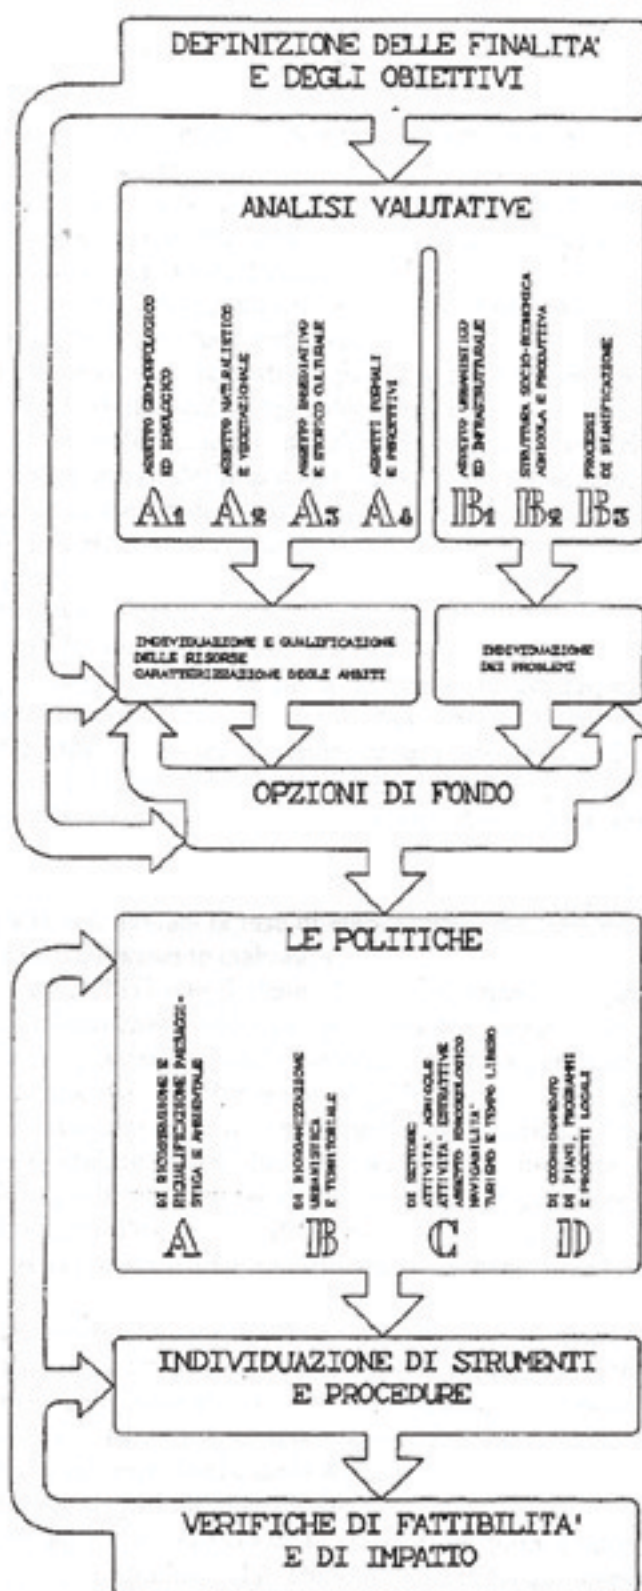 DEFINIZIONE DELLE FINALITA'
E DEGLI OBIETTIVI
ANALISI VALUTATIVE
ASSETTO GEOMORFOLOGICO
ED IDROLOGICO
A1
ASSETTO NATURALISTICO
E VEGETAZIONALE
A2
ASSETTO INSEDIATIVO
E STORICO CULTURALE
A3
ASPETTI FORMALI
E PERCETTIVI
A4
ASSETTO URBANISTICO
ED INFRASTRUTTURALE
B1
STRUTTURA SOCIO-ECONOMICA
AGRICOLA E PRODUTTIVA
B2
PROCESSI
DI PIANIFICAZIONE
B3
INDIVIDUAZIONE E QUALIFICAZIONE
DELLE RISORSE
CARATTERIZZAZIONE DEGLI AMBITI
INDIVIDUAZIONE
DEI PROBLEMI
OPZIONI DI FONDO
LE POLITICHE
DI RICOSTRUZIONE E
RIQUALIFICAZIONE PAESAGGI-
STICA E AMBIENTALE
A
DI RIORGANIZZAZIONE
URBANISTICA
E TERRITORIALE
B
DI SETTORE:
ATTIVITA' AGRICOLE
ATTIVITA' ESTRATTIVE
ASSETTO IDROGEOLOGICO
NAVIGABILITA'
TURISMO E TEMPO LIBERO
C
DI COORDINAMENTO
DI PIANI, PROGRAMMI
E PROGETTI LOCALI
D
INDIVIDUAZIONE DI STRUMENTI
E PROCEDURE
VERIFICHE DI FATTIBILITA'
E DI IMPATTO